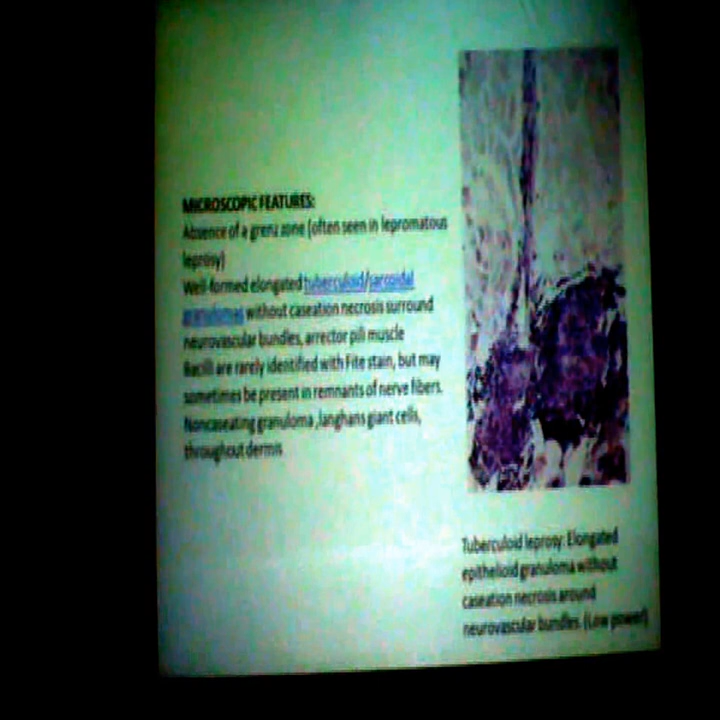 MICROSCOPIC FEATURES:
Absence of a grenz zone (often seen in lepromatous
leprosy)
Well-formed elongated tuberculoid/sarcoidal
granulomas without caseation necrosis surround
neurovascular bundles, arrector pili muscle
Bacilli are rarely identified with Fite stain, but may
sometimes be present in remnants of nerve fibers.
Noncaseating granuloma ,langhans giant cells,
throughout dermis
Tuberculoid leprosy: Elongated
epithelioid granuloma without
caseation necrosis around
neurovascular bundles. (Low power)